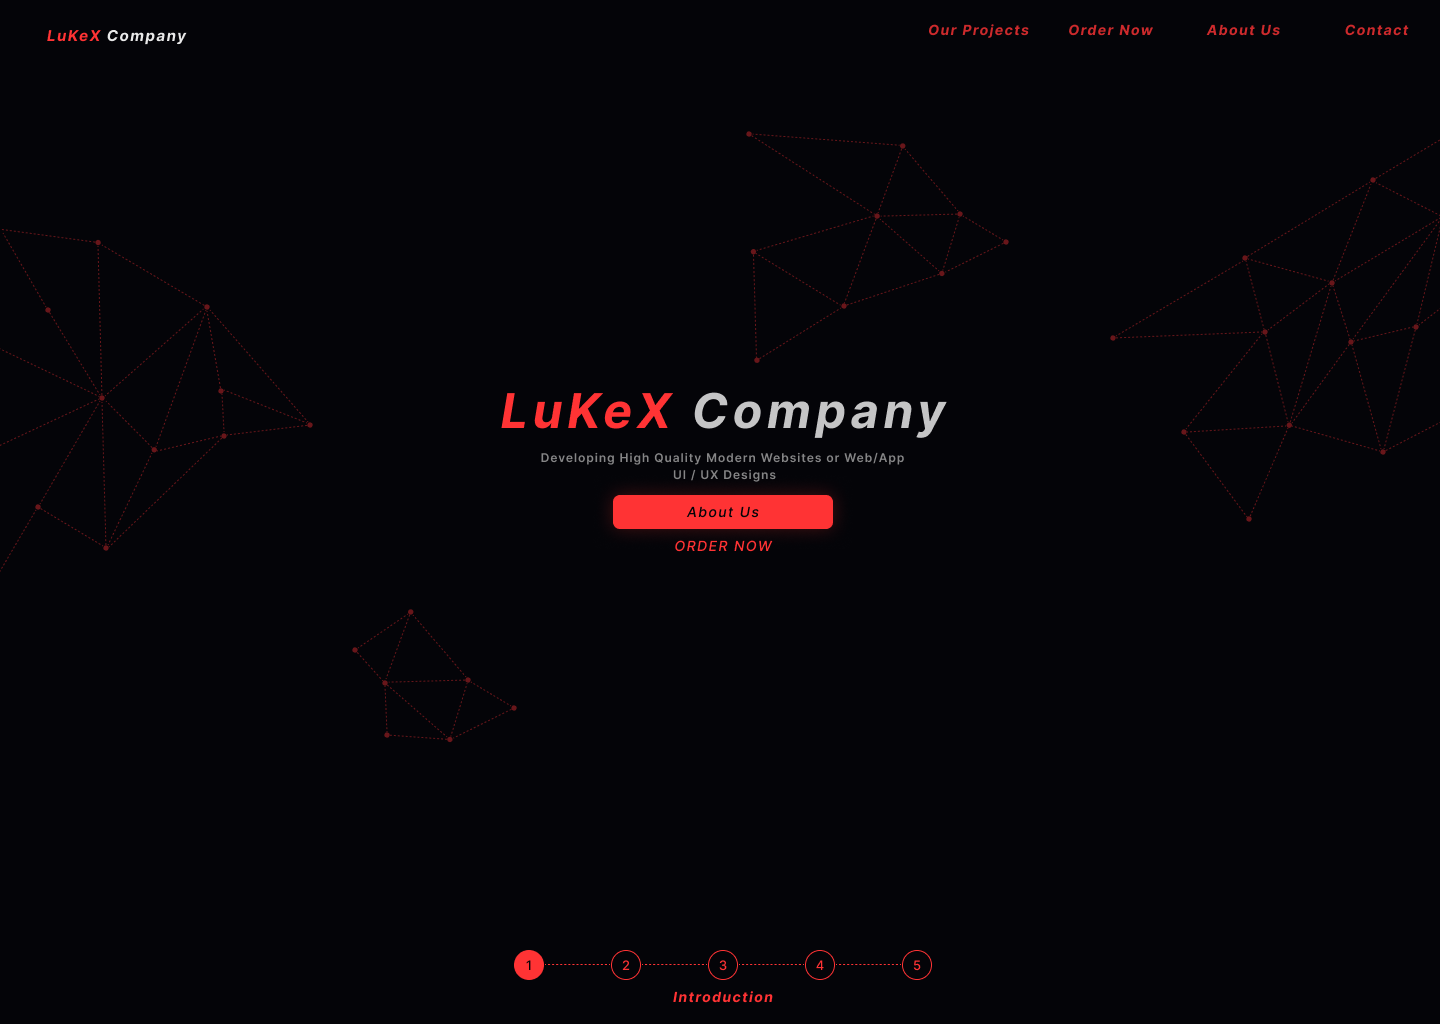 LuKeX Company
Our Projects
Order Now
About Us
Contact
LuKeX Company
Developing High Quality Modern Websites or Web/App
UI / UX Designs
About Us
ORDER NOW
1 2 3 4 5
Introduction